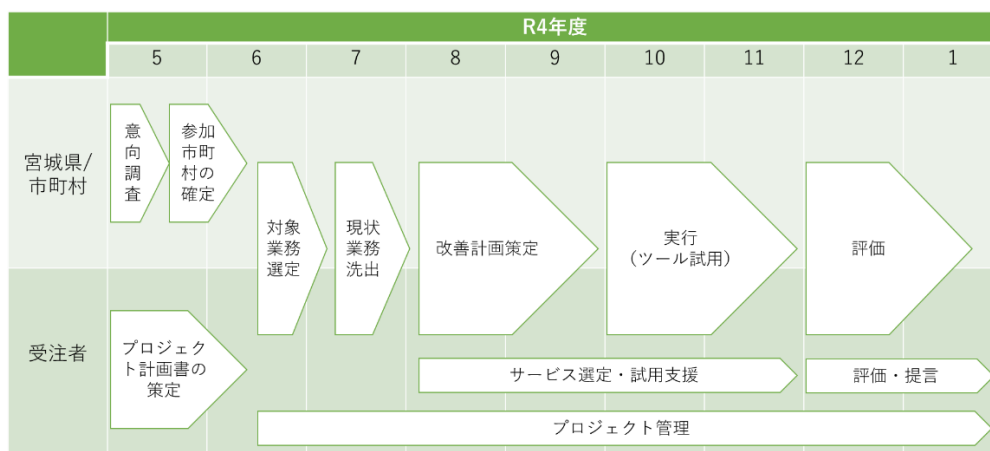 R4年度
5 6 7 8 9 10 11 12 1
宮城県/
市町村
意
向
調
査
参加
市町
村の
確定
対象
業務
選定
現状
業務
洗出
改善計画策定
実行
（ツール試用）
評価
受注者
プロジェク
ト計画書の
策定
サービス選定・試用支援
評価・提言
プロジェクト管理